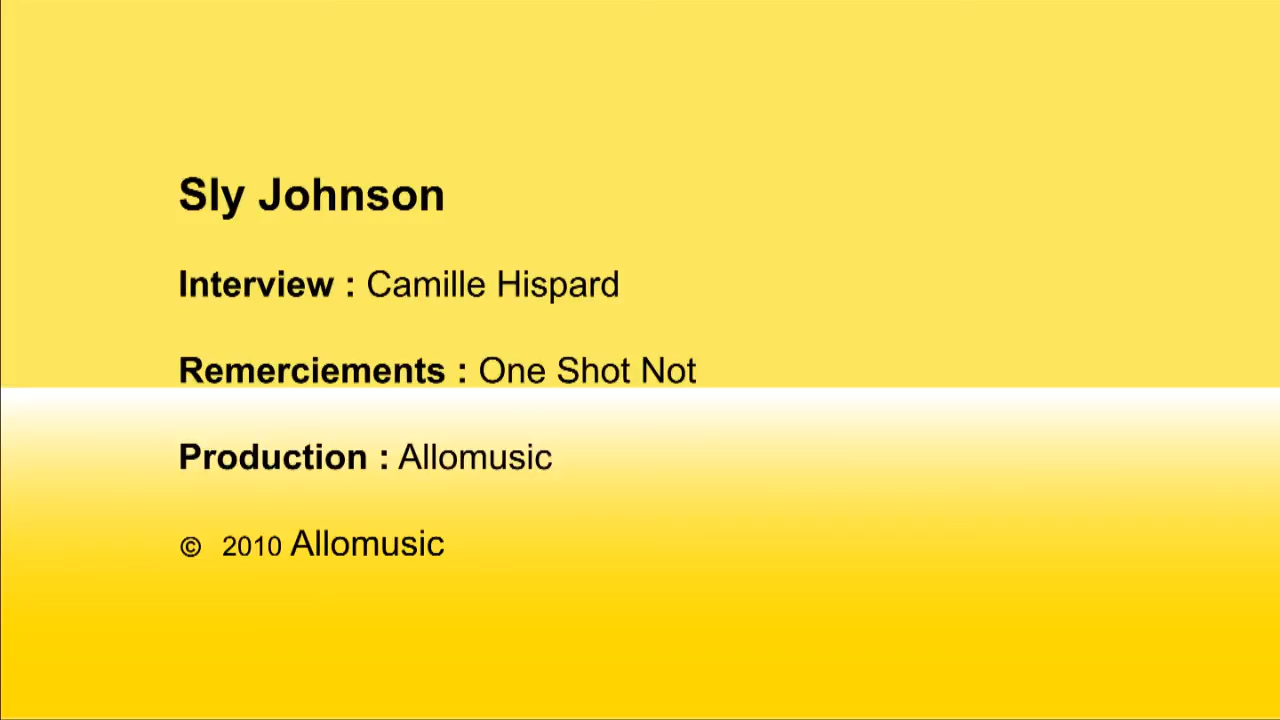 Sly Johnson
Interview : Camille Hispard
Remerciements : One Shot Not
Production : Allomusic
© 2010 Allomusic